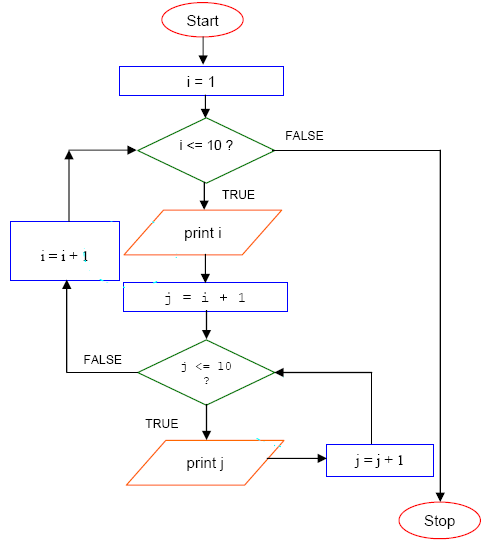 Start
i = 1
i <= 10 ?
FALSE
TRUE
print i
i = i + 1
j = i + 1
FALSE
j <= 10
?
TRUE
print j
j = j + 1
Stop